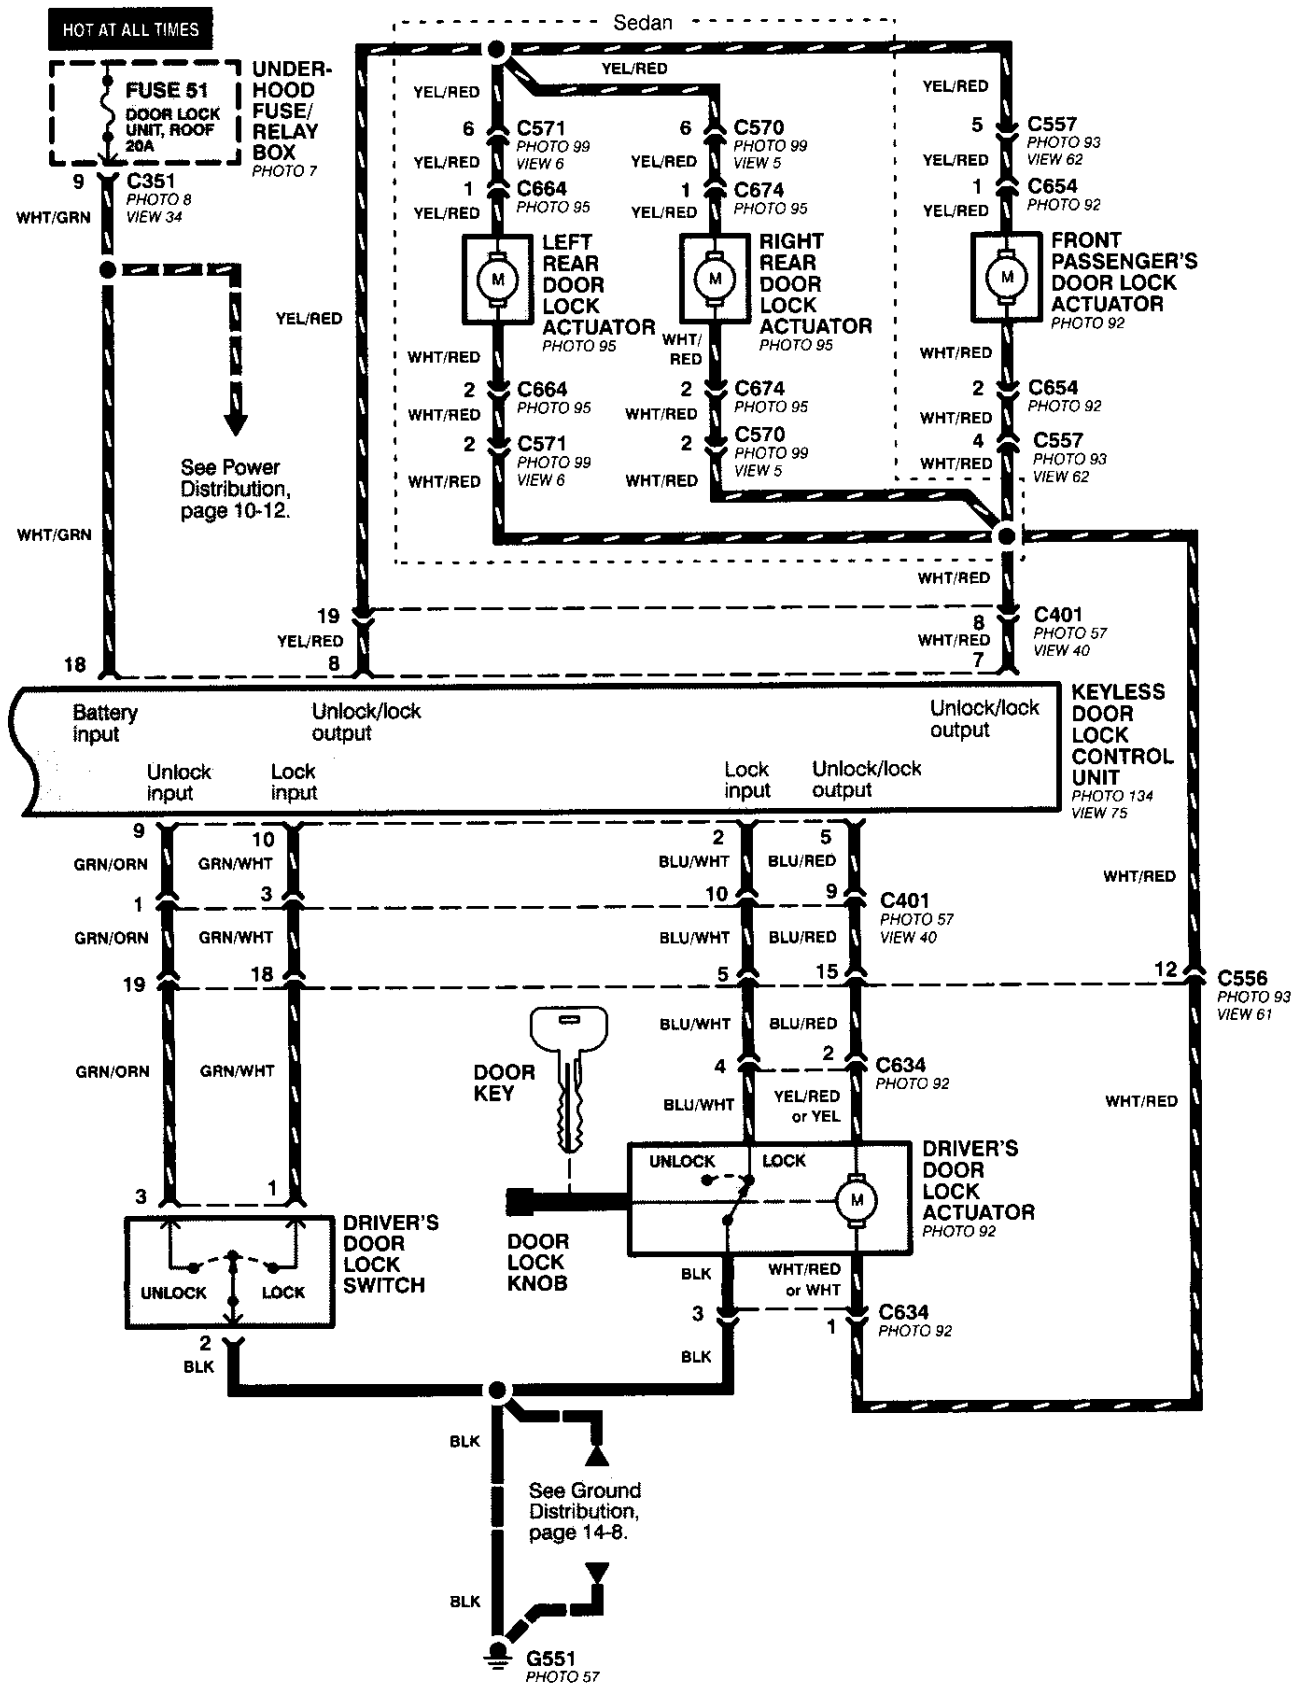 Sedan
HOT AT ALL TIMES
FUSE 51
DOOR LOCK
UNIT, ROOF
20A
UNDER-
HOOD
FUSE/
RELAY
BOX
PHOTO 7
9
C351
PHOTO 8
VIEW 34
WHT/GRN
See Power
Distribution,
page 10-12.
WHT/GRN
YEL/RED
YEL/RED
YEL/RED
6
C571
PHOTO 99
VIEW 6
YEL/RED
1
C664
PHOTO 95
YEL/RED
LEFT
REAR
DOOR
LOCK
ACTUATOR
PHOTO 95
M
WHT/RED
2
C664
PHOTO 95
WHT/RED
2
C571
PHOTO 99
VIEW 6
WHT/RED
6
C570
PHOTO 99
VIEW 5
YEL/RED
1
C674
PHOTO 95
YEL/RED
RIGHT
REAR
DOOR
LOCK
ACTUATOR
PHOTO 95
M
WHT/
RED
2
C674
PHOTO 95
WHT/RED
2
C570
PHOTO 99
VIEW 5
WHT/RED
YEL/RED
5
C557
PHOTO 93
VIEW 62
YEL/RED
1
C654
PHOTO 92
YEL/RED
FRONT
PASSENGER'S
DOOR LOCK
ACTUATOR
PHOTO 92
M
WHT/RED
2
C654
PHOTO 92
WHT/RED
4
C557
PHOTO 93
VIEW 62
WHT/RED
WHT/RED
19
8
C401
PHOTO 57
VIEW 40
YEL/RED
WHT/RED
18
8
7
Battery
input
Unlock/lock
output
Unlock/lock
output
Unlock
input
Lock
input
Lock
input
Unlock/lock
output
KEYLESS
DOOR
LOCK
CONTROL
UNIT
PHOTO 134
VIEW 75
9
10
2
5
GRN/ORN
GRN/WHT
BLU/WHT
BLU/RED
WHT/RED
1
3
10
9
C401
PHOTO 57
VIEW 40
GRN/ORN
GRN/WHT
BLU/WHT
BLU/RED
19
18
5
15
12
C556
PHOTO 93
VIEW 61
BLU/WHT
BLU/RED
GRN/ORN
GRN/WHT
DOOR
KEY
4
2
C634
PHOTO 92
BLU/WHT
YEL/RED
or YEL
WHT/RED
UNLOCK
LOCK
M
DRIVER'S
DOOR
LOCK
ACTUATOR
PHOTO 92
3
1
DRIVER'S
DOOR
LOCK
SWITCH
UNLOCK
LOCK
DOOR
LOCK
KNOB
BLK
WHT/RED
or WHT
3
1
C634
PHOTO 92
2
BLK
BLK
BLK
See Ground
Distribution,
page 14-8.
BLK
G551
PHOTO 57